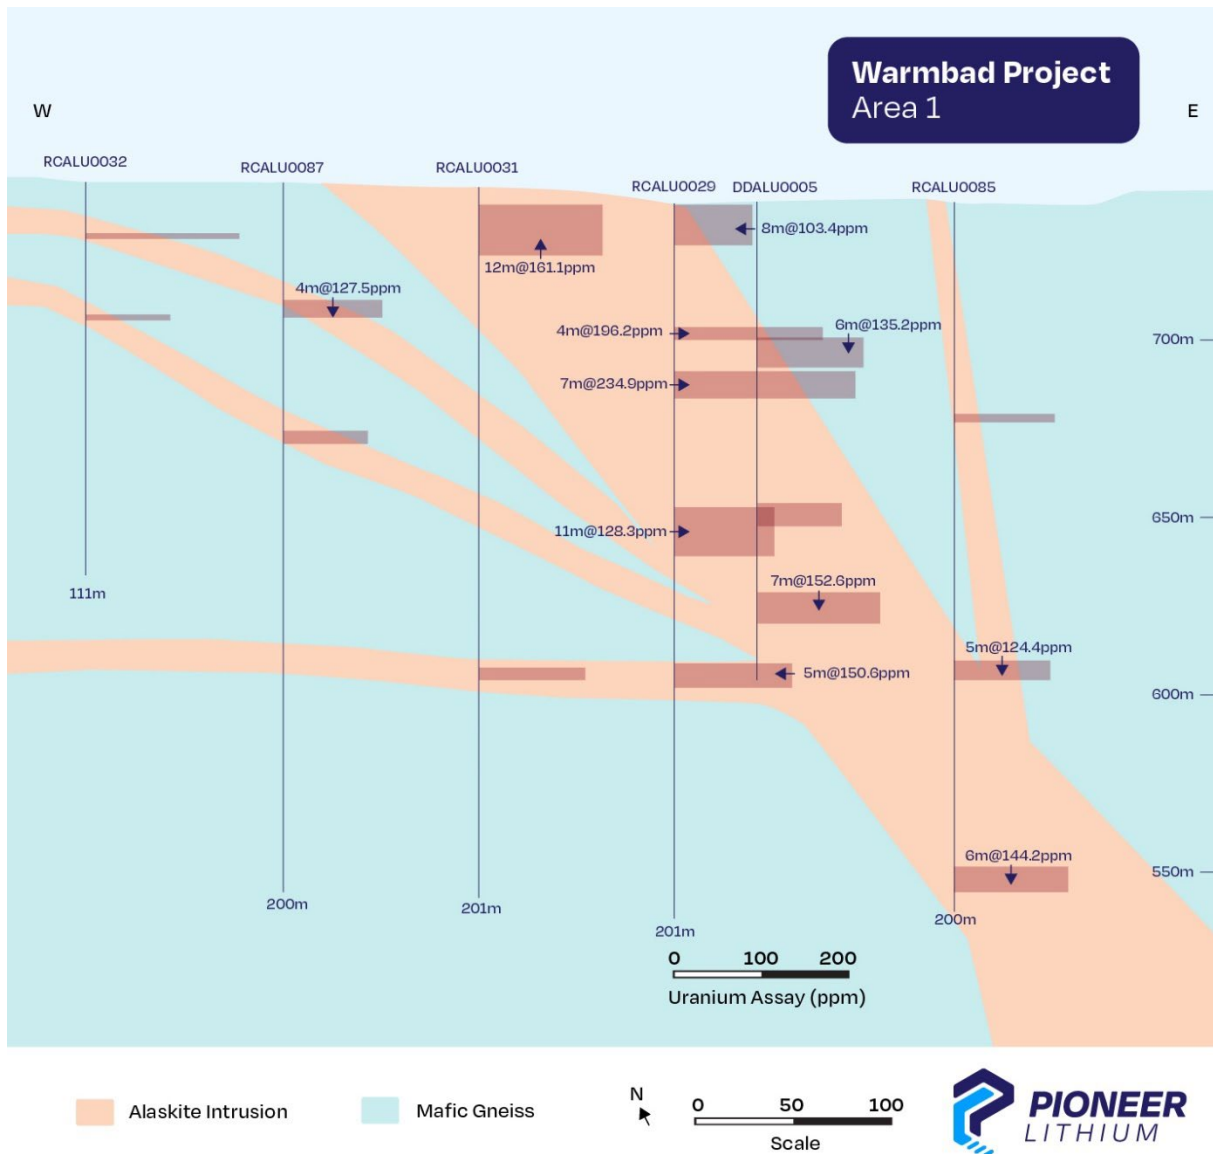 Warmbad Project
Area 1
W
E
RCALU0032
RCALU0087
RCALU0031
RCALU0029
DDALU0005
RCALU0085
8m@103.4ppm
12m@161.1ppm
4m@127.5ppm
6m@135.2ppm
4m@196.2ppm
700m
7m@234.9ppm
650m
11m@128.3ppm
7m@152.6ppm
111m
5m@124.4ppm
5m@150.6ppm
600m
6m@144.2ppm
550m
200m
201m
201m
200m
0 100 200
Uranium Assay (ppm)
Alaskite Intrusion
Mafic Gneiss
N
0 50 100
Scale
PIONEER
LITHIUM